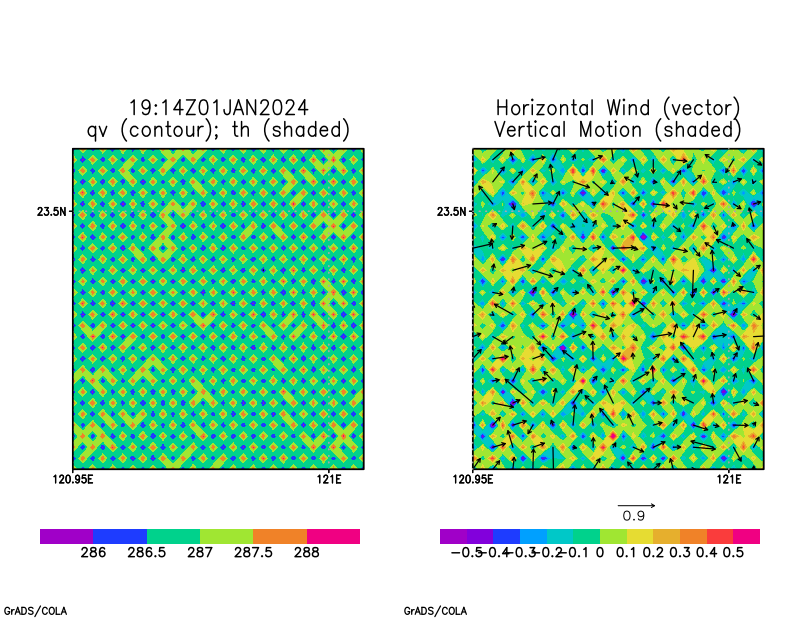 19:14Z01JAN2024
qv (contour); th (shaded)
Horizontal Wind (vector)
Vertical Motion (shaded)
23.5N
23.5N
120.95E
121E
120.95E
121E
0.9
286 286.5 287 287.5 288
-0.5 -0.4 -0.3 -0.2 -0.1 0 0.1 0.2 0.3 0.4 0.5
GrADS/COLA
GrADS/COLA